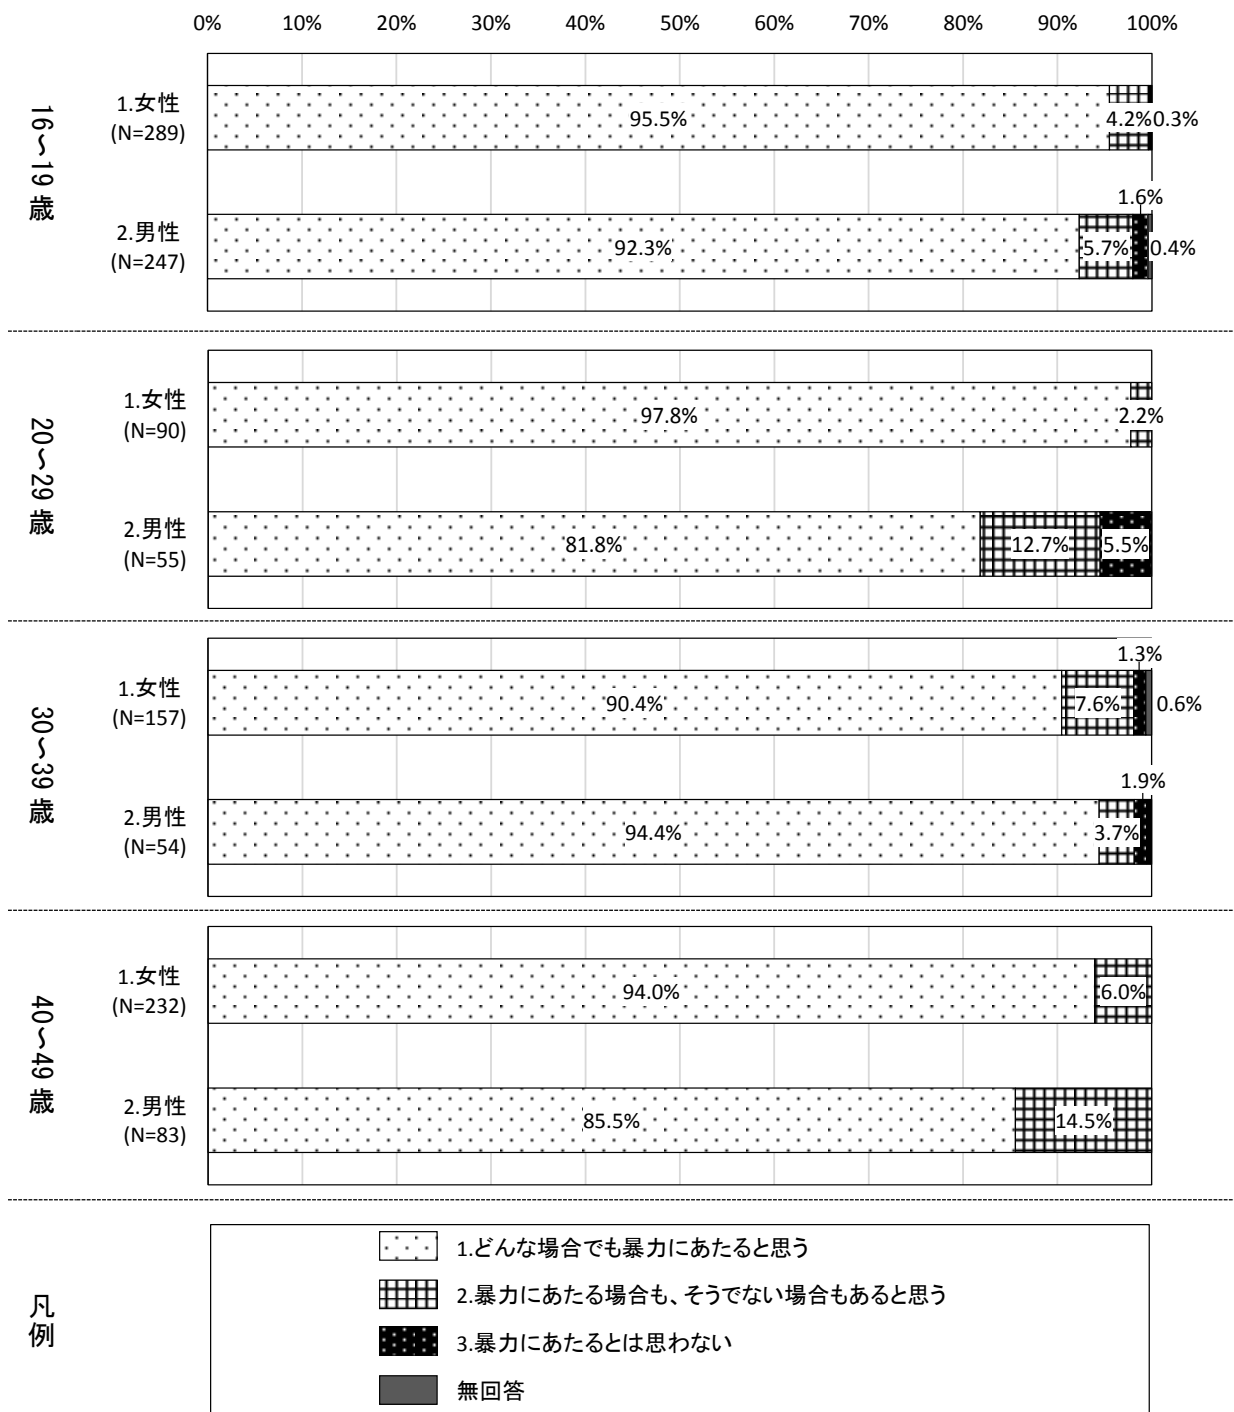 0% 10% 20% 30% 40% 50% 60% 70% 80% 90% 100%
16～19 歳
1.女性
(N=289)
95.5% 4.2% 0.3%
1.6%
2.男性
(N=247)
92.3% 5.7% 0.4%
20～29 歳
1.女性
(N=90)
97.8% 2.2%
2.男性
(N=55)
81.8% 12.7% 5.5%
30～39 歳
1.3%
1.女性
(N=157)
90.4% 7.6% 0.6%
1.9%
2.男性
(N=54)
94.4% 3.7%
40～49 歳
1.女性
(N=232)
94.0% 6.0%
2.男性
(N=83)
85.5% 14.5%
凡例
1.どんな場合でも暴力にあたると思う
2.暴力にあたる場合も、そうでない場合もあると思う
3.暴力にあたるとは思わない
無回答